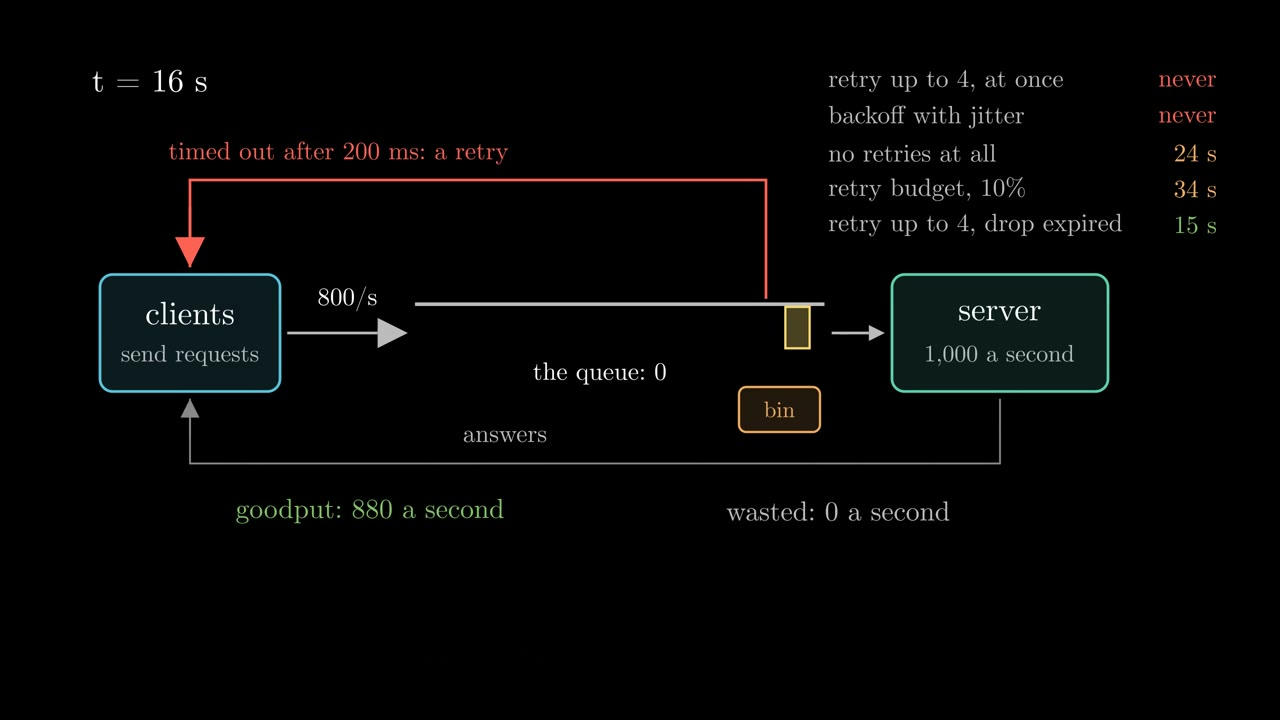 t = 16 s
retry up to 4, at once never
backoff with jitter never
no retries at all 24 s
retry budget, 10% 34 s
retry up to 4, drop expired 15 s
timed out after 200 ms: a retry
clients
send requests
800/s
the queue: 0
bin
server
1,000 a second
answers
goodput: 880 a second
wasted: 0 a second